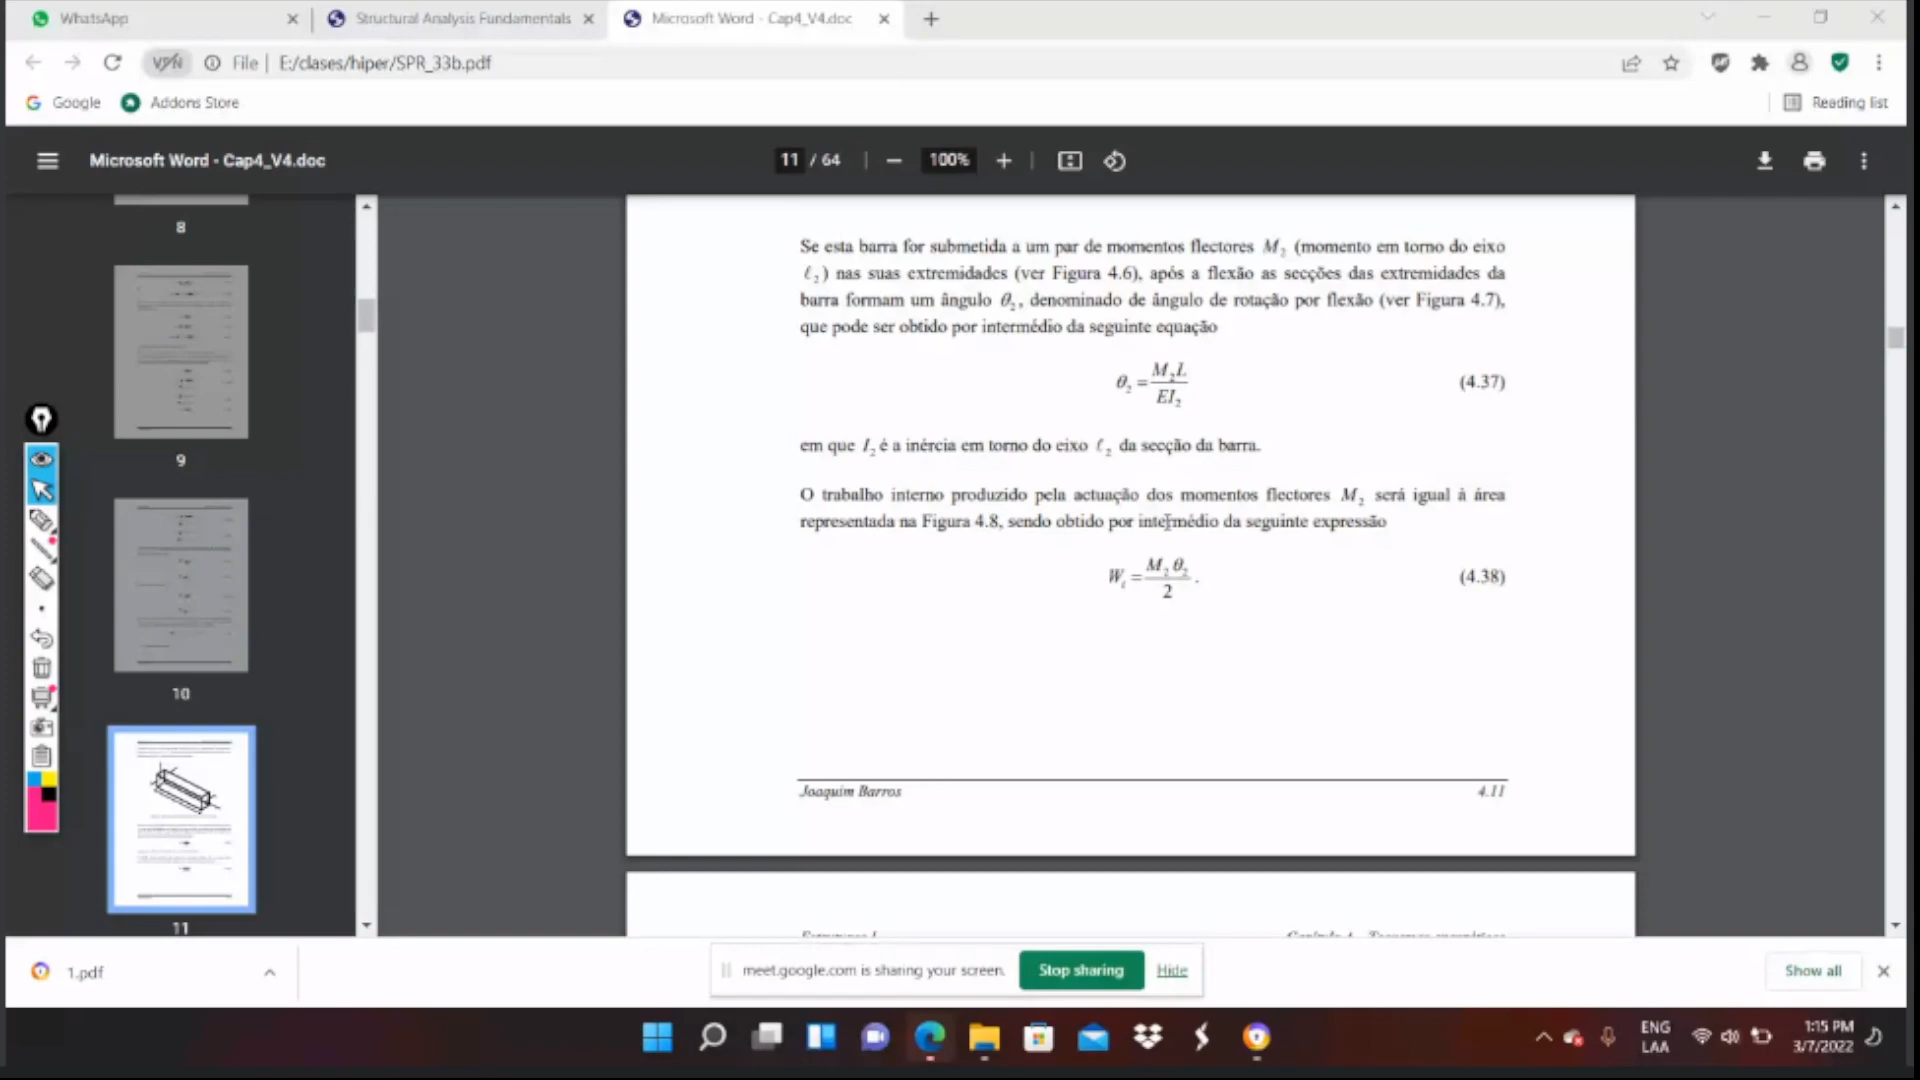 WhatsApp
Structural Analysis Fundamentals
Microsoft Word - Cap4_V4.doc
VPN
File | E:/clases/hiper/SPR_33b.pdf
Google
Addons Store
Reading list
Microsoft Word - Cap4_V4.doc
11 / 64
100%
8
9
10
11
Se esta barra for submetida a um par de momentos flectores M₂ (momento em torno do eixo
ℓ₂) nas suas extremidades (ver Figura 4.6), após a flexão as secções das extremidades da
barra formam um ângulo θ₂, denominado de ângulo de rotação por flexão (ver Figura 4.7),
que pode ser obtido por intermédio da seguinte equação
θ₂ = M₂L / EI₂ (4.37)
em que I₂ é a inércia em torno do eixo ℓ₂ da secção da barra.
O trabalho interno produzido pela actuação dos momentos flectores M₂ será igual à área
representada na Figura 4.8, sendo obtido por intermédio da seguinte expressão
Wᵢ = M₂ θ₂ / 2 . (4.38)
Joaquim Barros 4.11
1.pdf
meet.google.com is sharing your screen.
Stop sharing
Hide
Show all
ENG
LAA
1:15 PM
3/7/2022